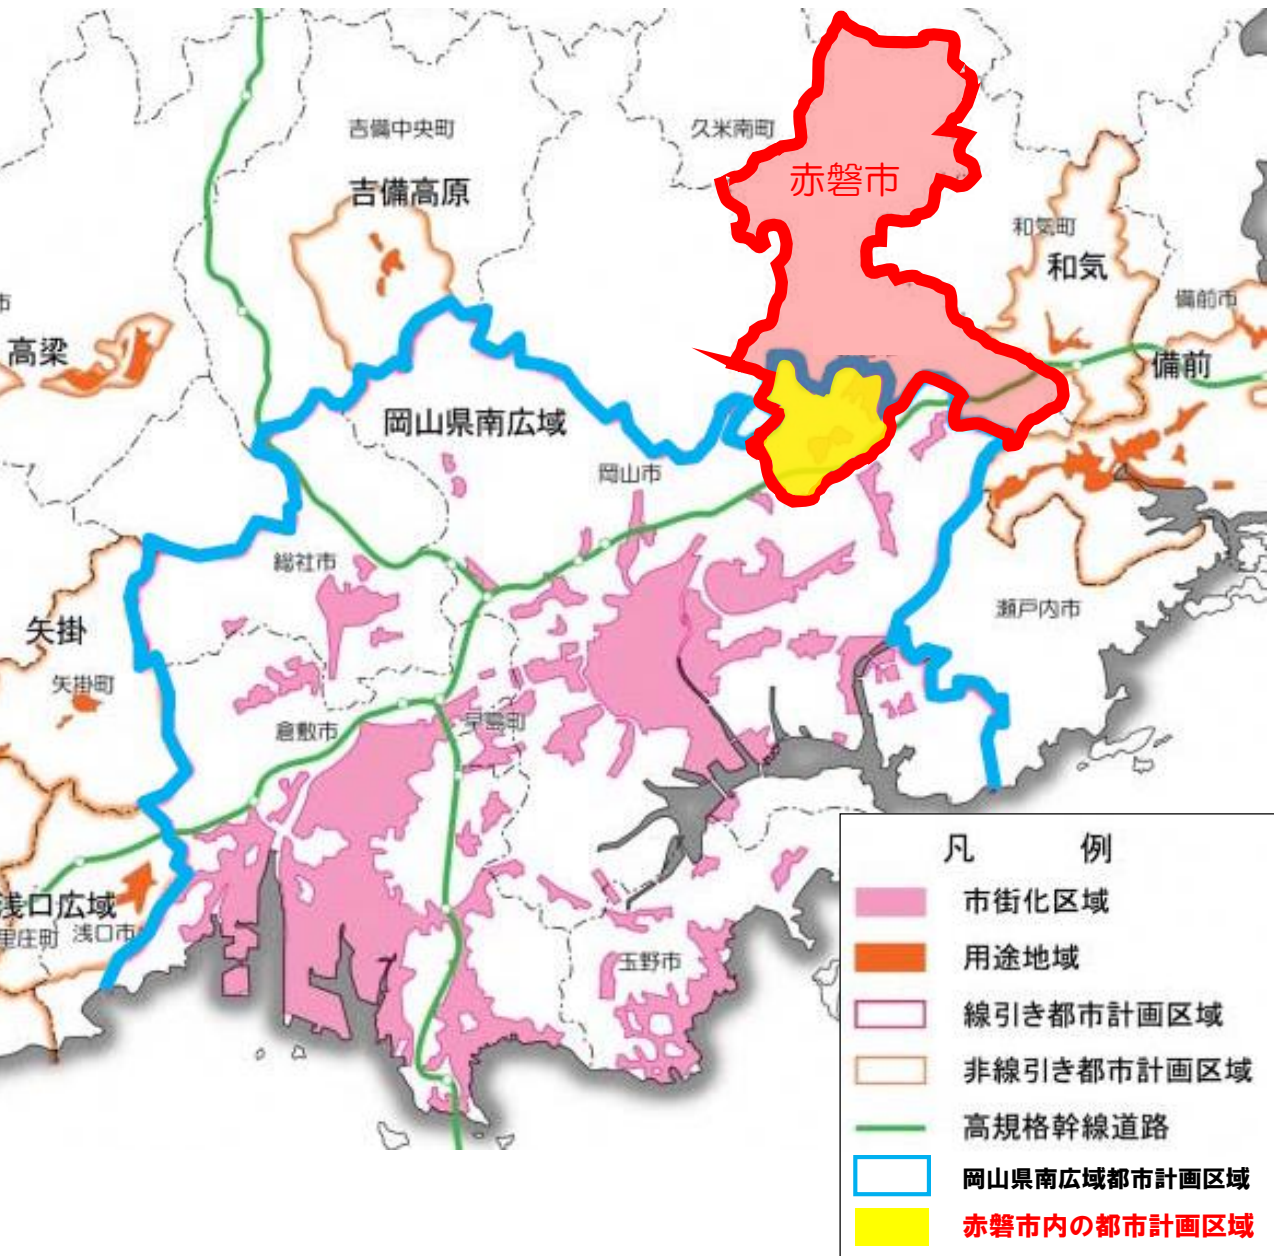 吉備中央町
久米南町
吉備高原
赤磐市
和気町
和気
備前市
市
高梁
備前
岡山県南広域
岡山市
総社市
瀬戸内市
矢掛
矢掛町
倉敷市
早島町
浅口広域
里庄町
浅口市
玉野市
凡 例
市街化区域
用途地域
線引き都市計画区域
非線引き都市計画区域
高規格幹線道路
岡山県南広域都市計画区域
赤磐市内の都市計画区域